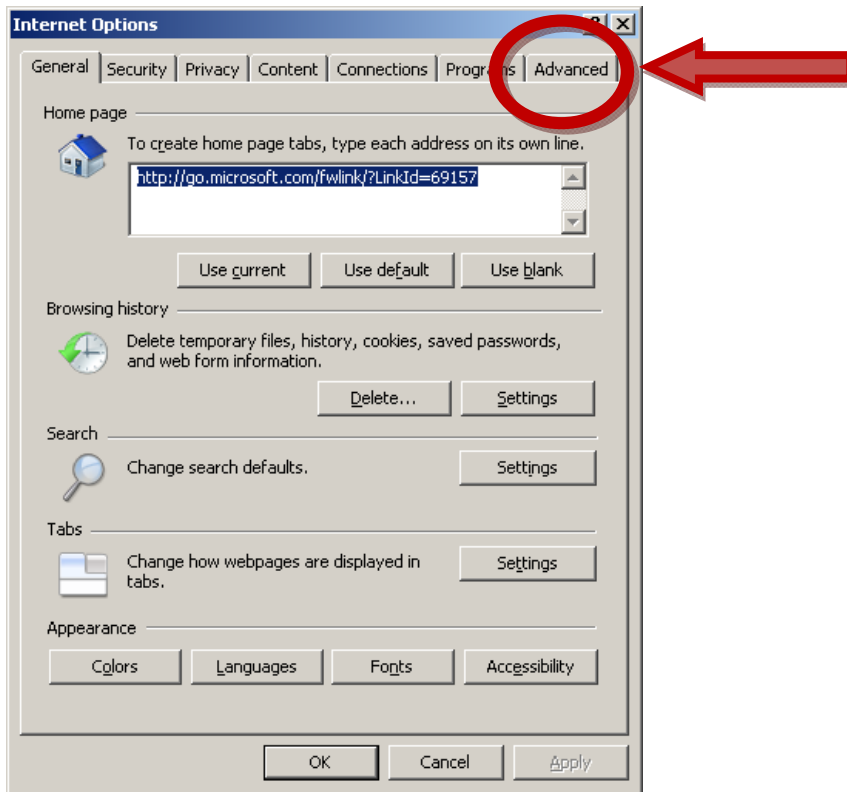 Internet Options
General Security Privacy Content Connections Programs Advanced
Home page
To create home page tabs, type each address on its own line.
http://go.microsoft.com/fwlink/?LinkId=69157
Use current Use default Use blank
Browsing history
Delete temporary files, history, cookies, saved passwords,
and web form information.
Delete... Settings
Search
Change search defaults.
Settings
Tabs
Change how webpages are displayed in
tabs.
Settings
Appearance
Colors Languages Fonts Accessibility
OK Cancel Apply